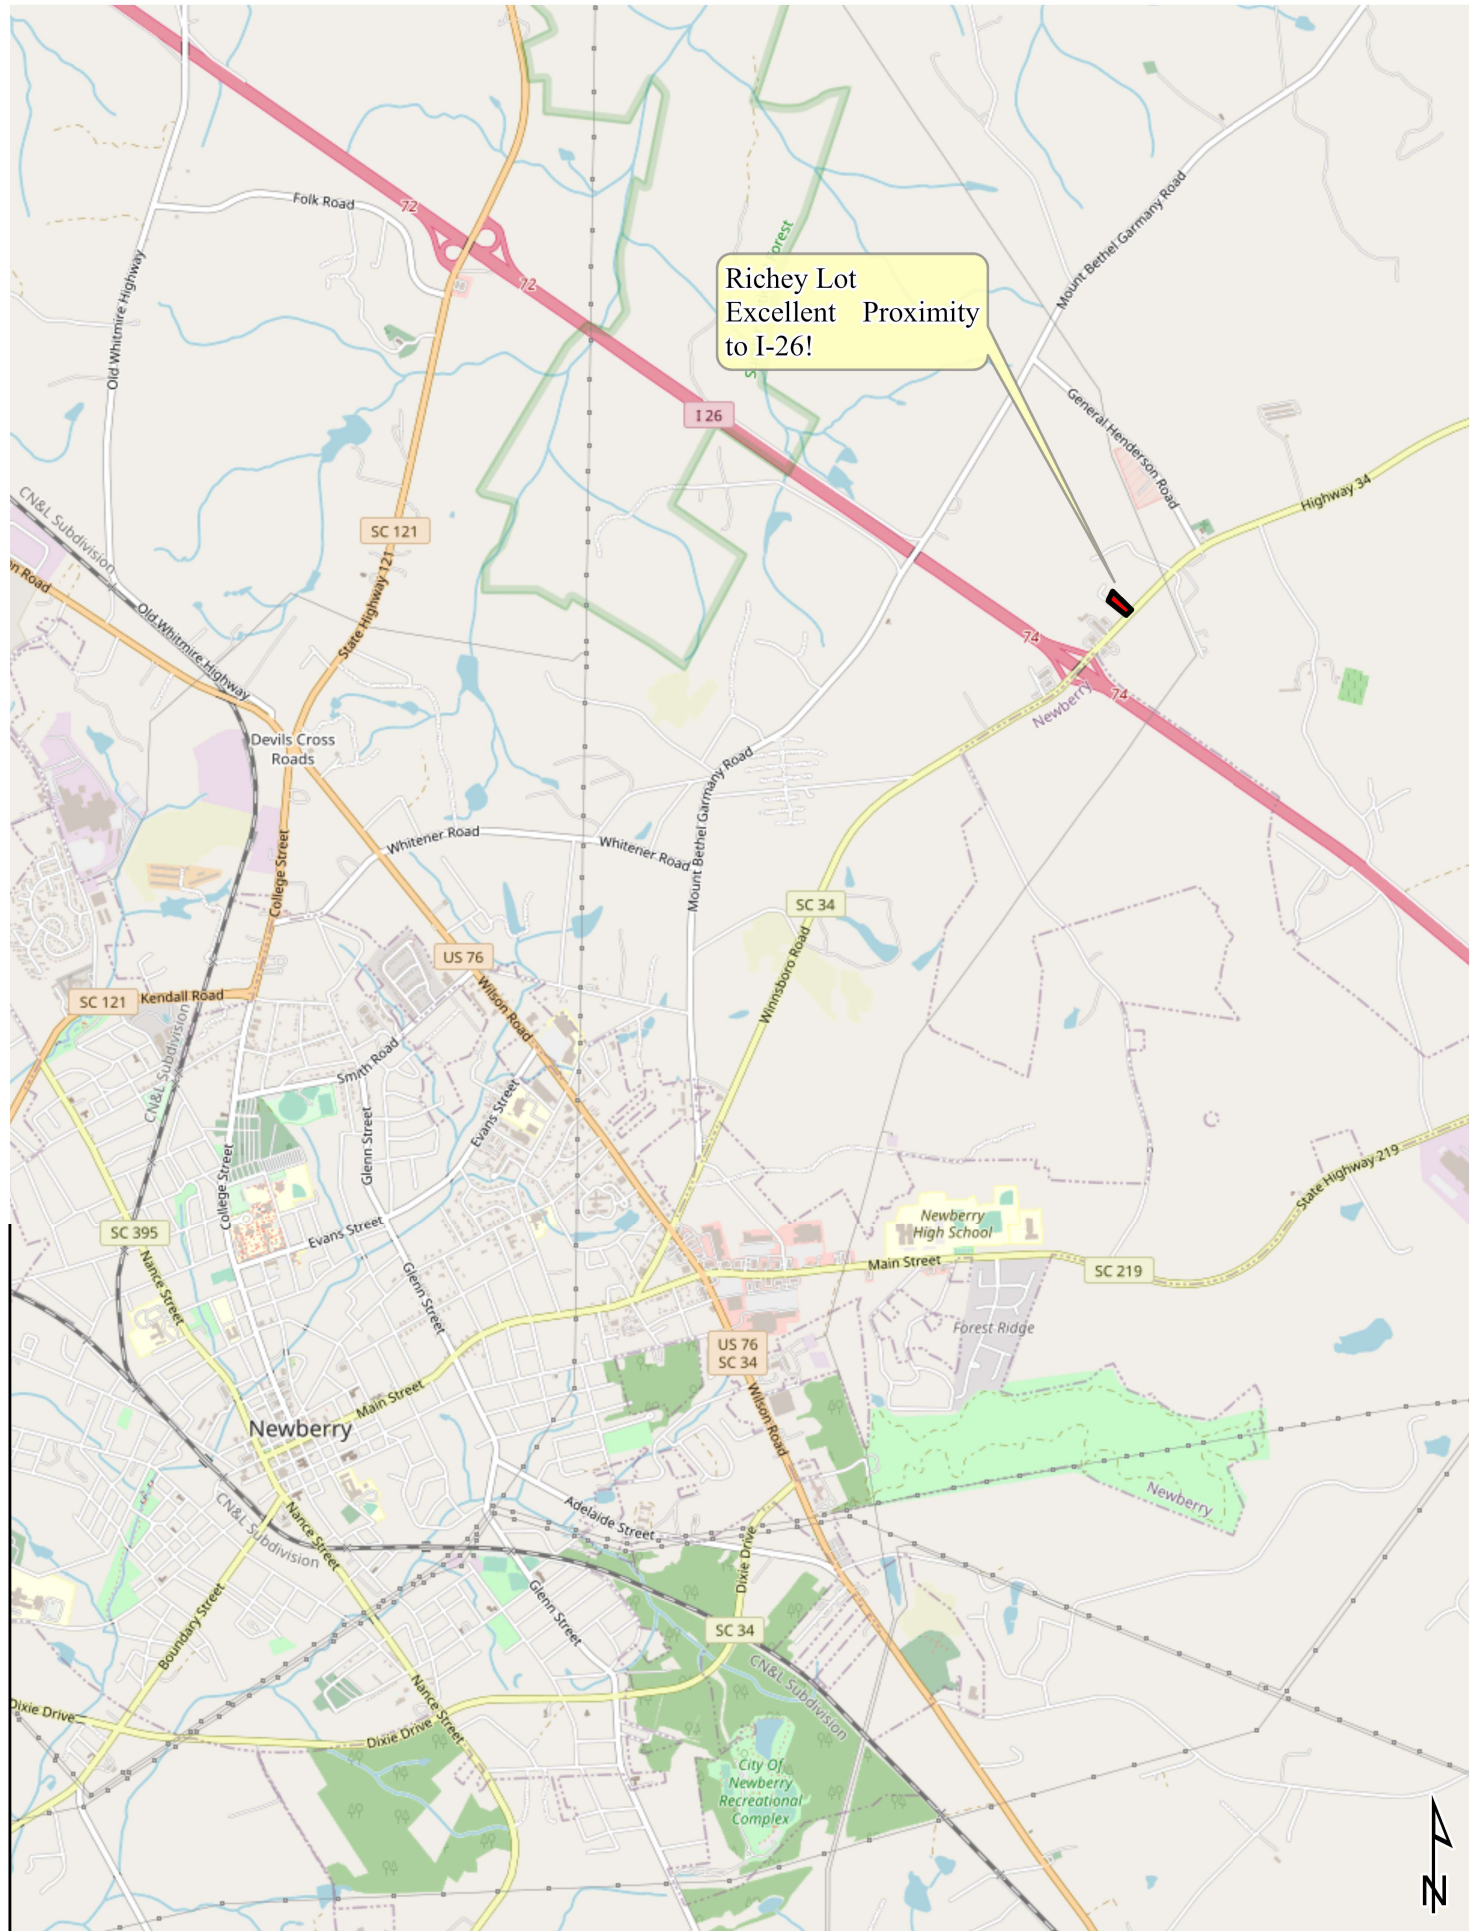 Folk Road
72
72
Old Whitmire Highway
Mount Bethel Garmany Road
orest
S
Richey Lot
Excellent Proximity
to I-26!
I 26
General Henderson Road
Highway 34
CN&L Subdivision
SC 121
State Highway 121
on Road
Old Whitmire Highway
74
74
Newberry
Devils Cross
Roads
Mount Bethel Garmany Road
College Street
Whitener Road
Whitener Road
SC 34
Winnsboro Road
US 76
Wilson Road
SC 121
Kendall Road
CN&L Subdivision
Smith Road
Evans Street
Glenn Street
College Street
State Highway 219
Newberry
High School
SC 395
Evans Street
Main Street
SC 219
Nance Street
Glenn Street
Forest Ridge
US 76
SC 34
Main Street
Newberry
Wilson Road
Newberry
CN&L Subdivision
Nance Street
Adelaide Street
Dixie Drive
Glenn Street
Boundary Street
SC 34
CN&L Subdivision
Nance Street
Dixie Drive
Dixie Drive
City Of
Newberry
Recreational
Complex
N